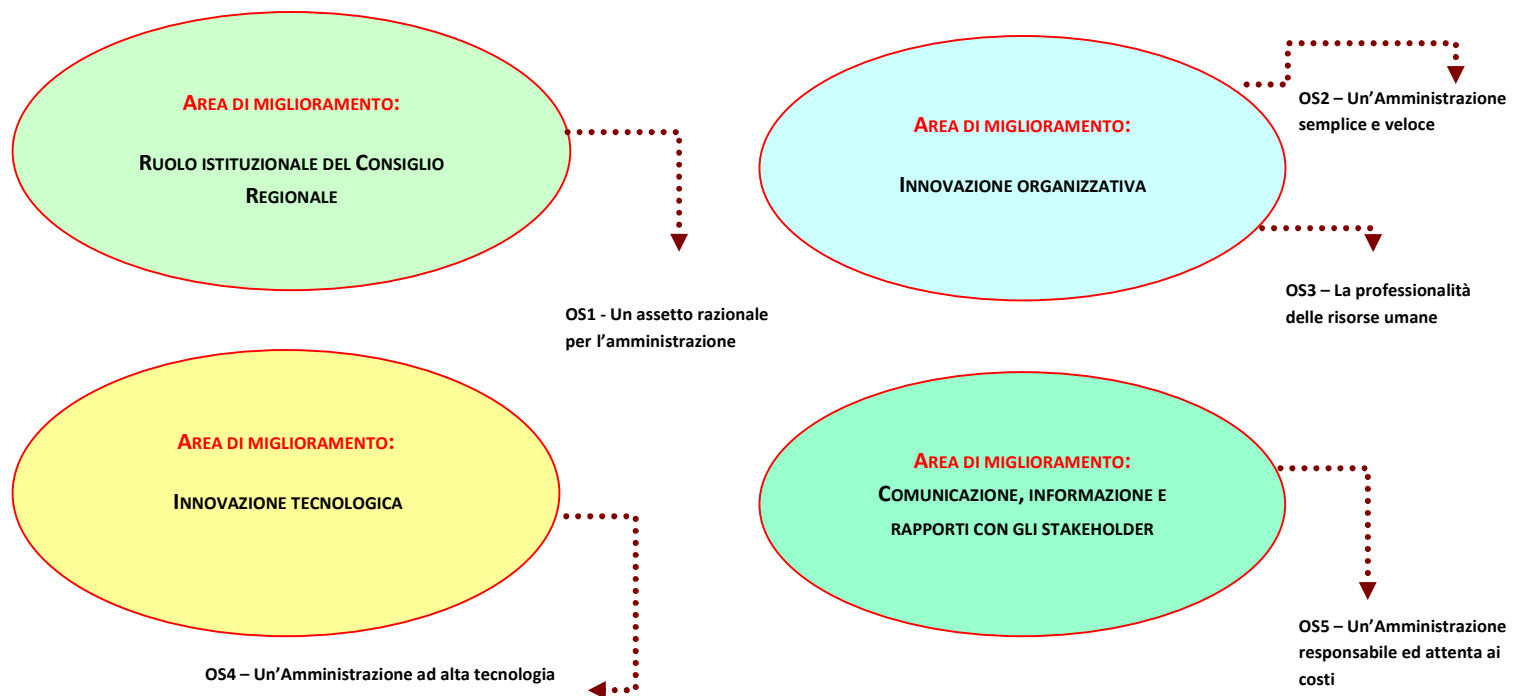 AREA DI MIGLIORAMENTO:
RUOLO ISTITUZIONALE DEL CONSIGLIO
REGIONALE
OS1 - Un assetto razionale
per l’amministrazione
AREA DI MIGLIORAMENTO:
INNOVAZIONE ORGANIZZATIVA
OS2 – Un’Amministrazione
semplice e veloce
OS3 – La professionalità
delle risorse umane
AREA DI MIGLIORAMENTO:
INNOVAZIONE TECNOLOGICA
OS4 – Un’Amministrazione ad alta tecnologia
AREA DI MIGLIORAMENTO:
COMUNICAZIONE, INFORMAZIONE E
RAPPORTI CON GLI STAKEHOLDER
OS5 – Un’Amministrazione
responsabile ed attenta ai
costi